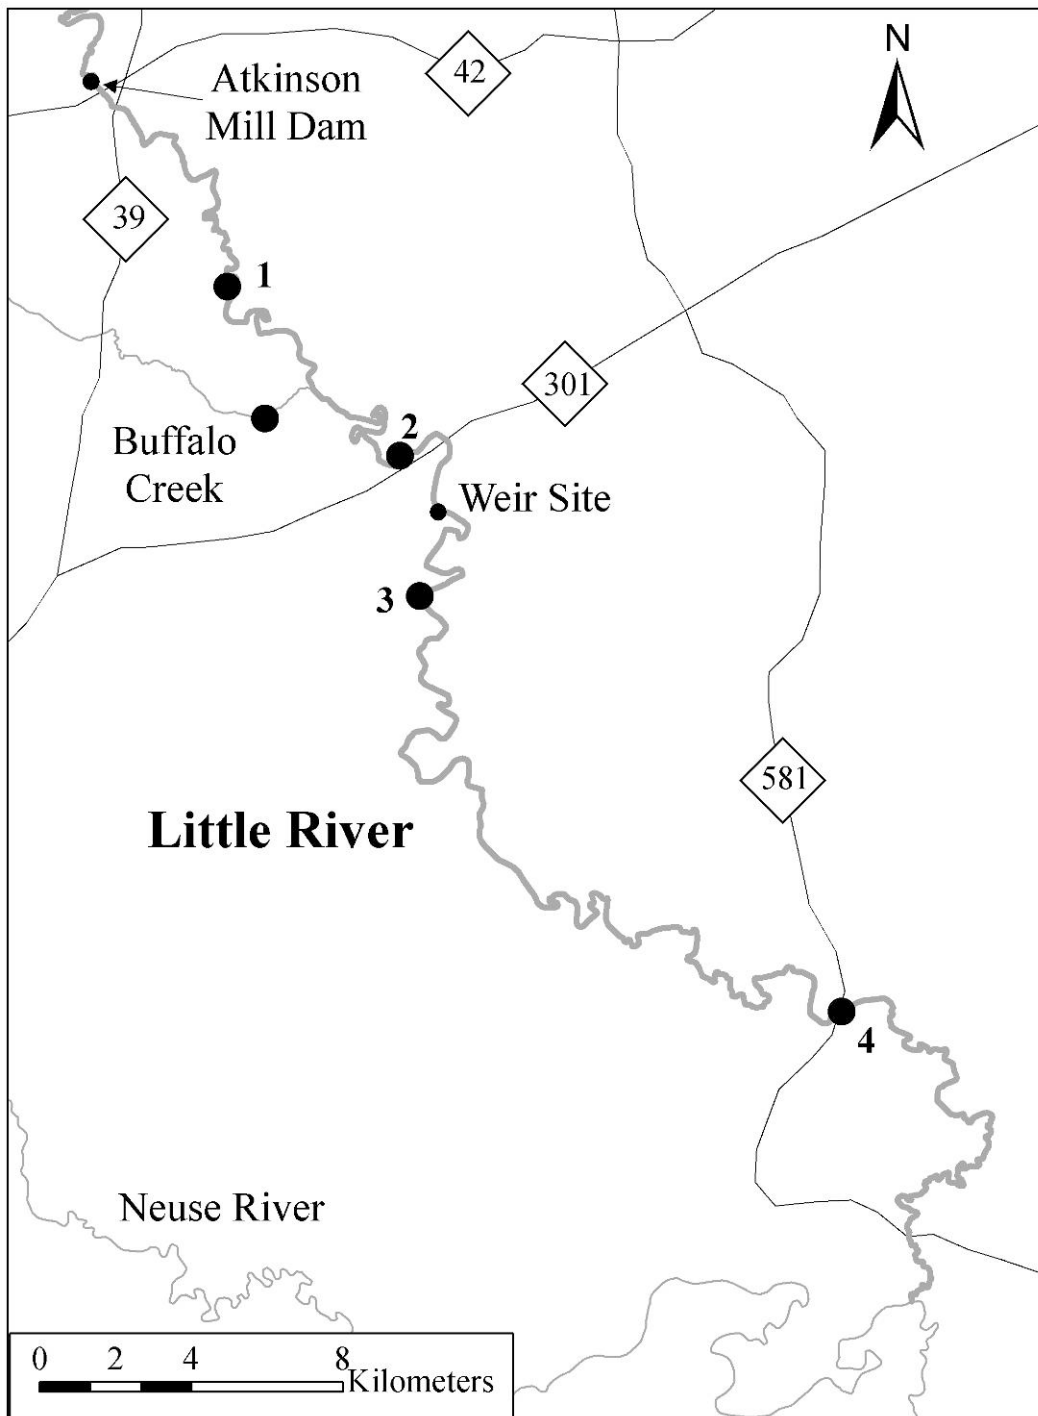 N
42
Atkinson
Mill Dam
39
1
301
2
Buffalo
Creek
Weir Site
3
581
Little River
4
Neuse River
0 2 4 8
Kilometers